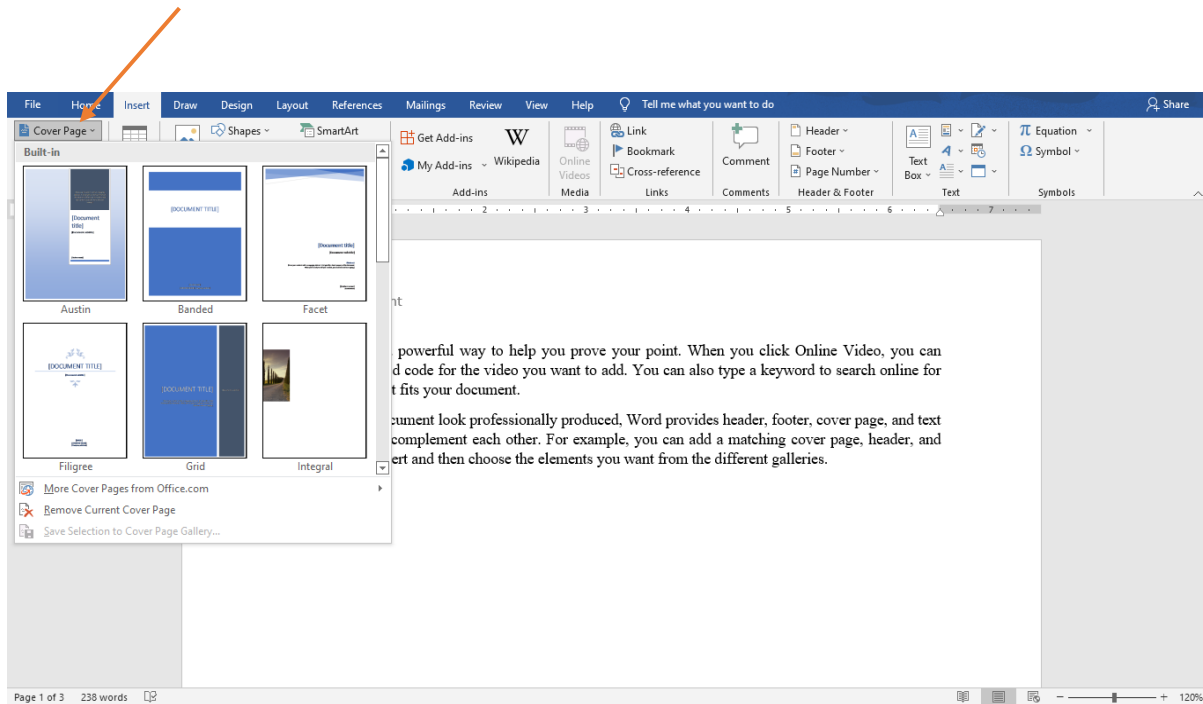 File Home Insert Draw Design Layout References Mailings Review View Help Tell me what you want to do Share
Cover Page
Shapes
SmartArt
Get Add-ins
My Add-ins
Wikipedia
Add-ins
Online
Videos
Media
Link
Bookmark
Cross-reference
Links
Comment
Comments
Header
Footer
Page Number
Header & Footer
Text
Box
Text
Equation
Symbol
Symbols
2 3 4 5 6 7
Built-in
[Document
title]
[DOCUMENT TITLE]
[Document title]
Austin Banded Facet
[DOCUMENT TITLE]
[DOCUMENT TITLE]
Filigree Grid Integral
More Cover Pages from Office.com
Remove Current Cover Page
Save Selection to Cover Page Gallery...
nt
powerful way to help you prove your point. When you click Online Video, you can
d code for the video you want to add. You can also type a keyword to search online for
t fits your document.
cument look professionally produced, Word provides header, footer, cover page, and text
complement each other. For example, you can add a matching cover page, header, and
ert and then choose the elements you want from the different galleries.
Page 1 of 3 238 words 120%